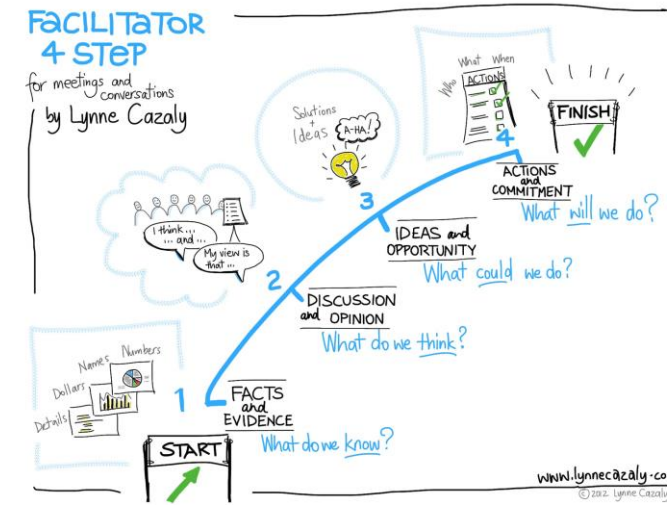 FaCiLiTaTOR
4 STeP
for meetings and
conversations
by Lynne Cazaly
What When
Who
ACTIONS
4
FINISH
ACTIONS
and
COMMITMENT
What will we do?
Solutions
+
Ideas
A-HA!
3
IDEAS and
OPPORTUNITY
What could we do?
I think...
...and...
My view is
that...
2
DISCUSSION
and OPINION
What do we think?
Names Numbers
Dollars
Details
1
FACTS
and
EVIDENCE
What do we know?
START
www.lynnecazaly.co
© 2012 Lynne Cazaly